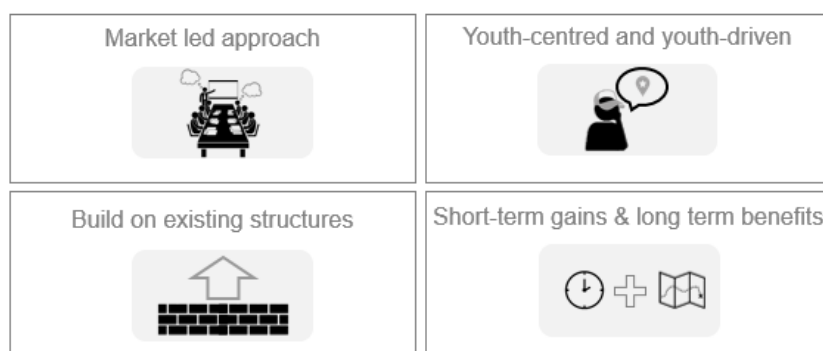 Market led approach
Youth-centred and youth-driven
Build on existing structures
Short-term gains & long term benefits